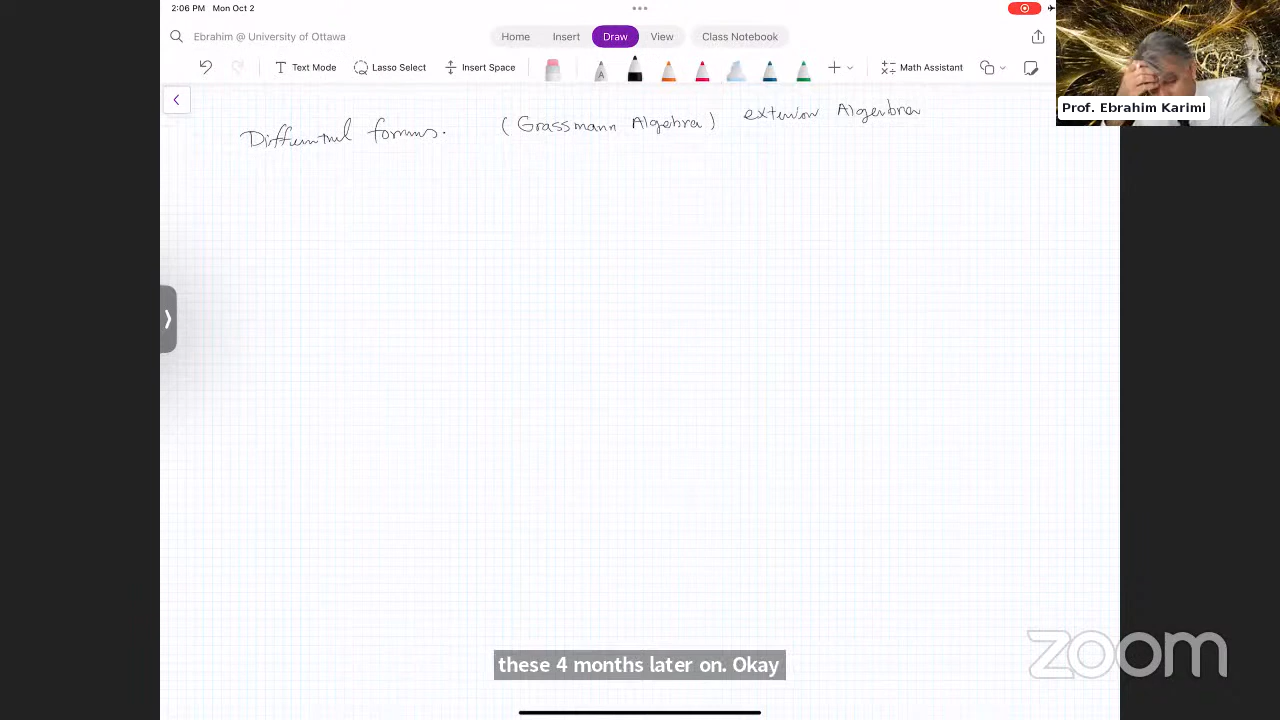 2:06 PM Mon Oct 2
Ebrahim @ University of Ottawa
Home Insert Draw View Class Notebook
Text Mode Lasso Select Insert Space A Math Assistant
Prof. Ebrahim Karimi
Differential forms. (Grassmann Algebra) exterior Algerbra
these 4 months later on. Okay
zoom